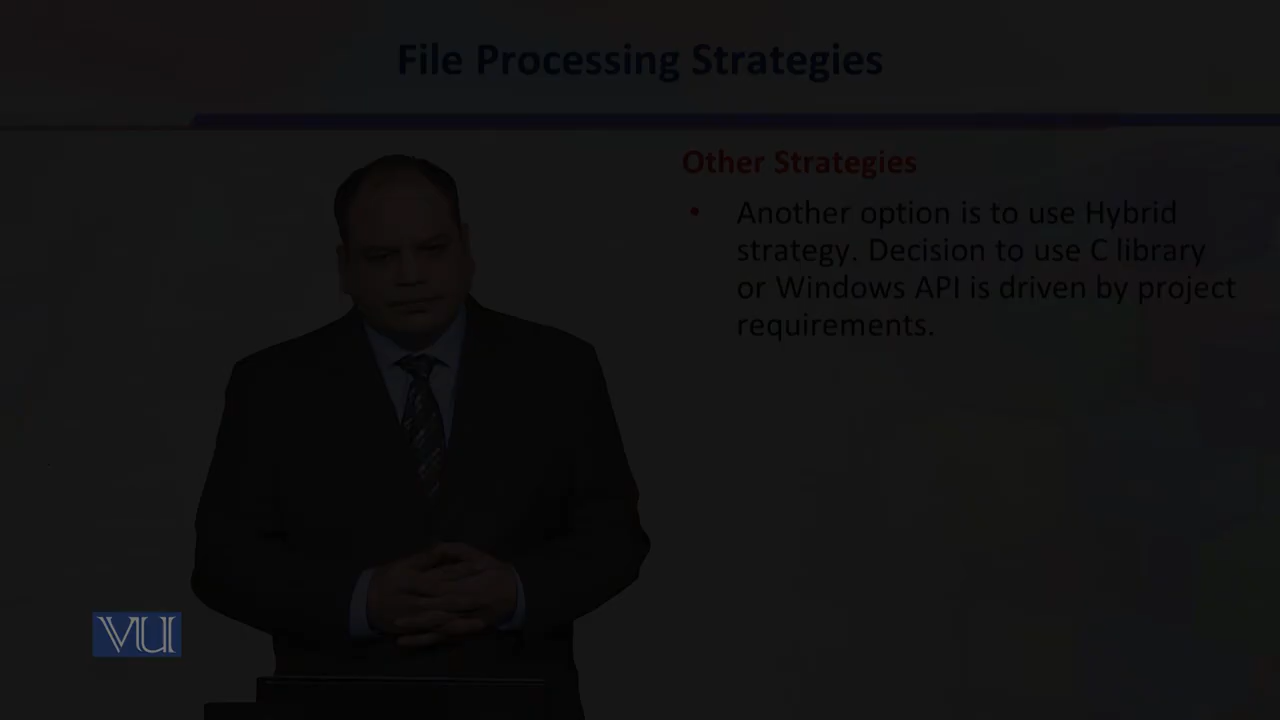 File Processing Strategies
Other Strategies
• Another option is to use Hybrid
strategy. Decision to use C library
or Windows API is driven by project
requirements.
VU